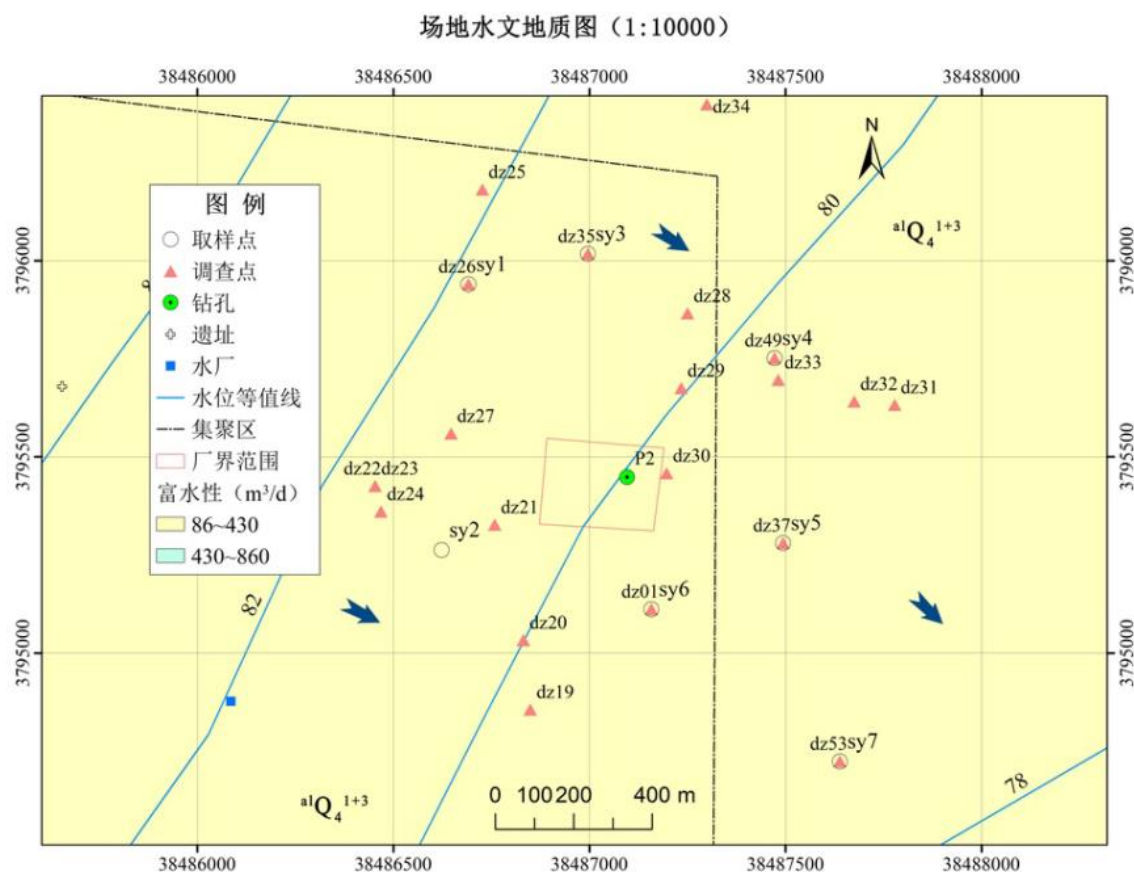 场地水文地质图（1:10000）
38486000 38486500 38487000 38487500 38488000
N
dz34
dz25
80
alQ4 1+3
dz35sy3
dz26sy1
3796000 3796000
dz28
dz49sy4
dz33
dz29
dz32 dz31
图 例
取样点
调查点
钻孔
遗址
水厂
水位等值线
集聚区
厂界范围
富水性（m³/d）
86~430
430~860
dz27
3795500 3795500
P2
dz30
dz22dz23
dz24
dz21
sy2
dz37sy5
82
dz01sy6
dz20
3795000 3795000
dz19
dz53sy7
78
alQ4 1+3
0 100 200 400 m
38486000 38486500 38487000 38487500 38488000